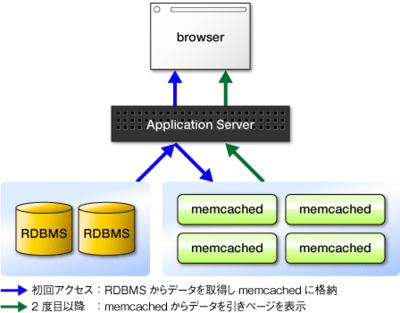 browser
Application Server
RDBMS RDBMS
memcached memcached
memcached memcached
初回アクセス：RDBMS からデータを取得し memcached に格納
2 度目以降 ：memcached からデータを引きページを表示